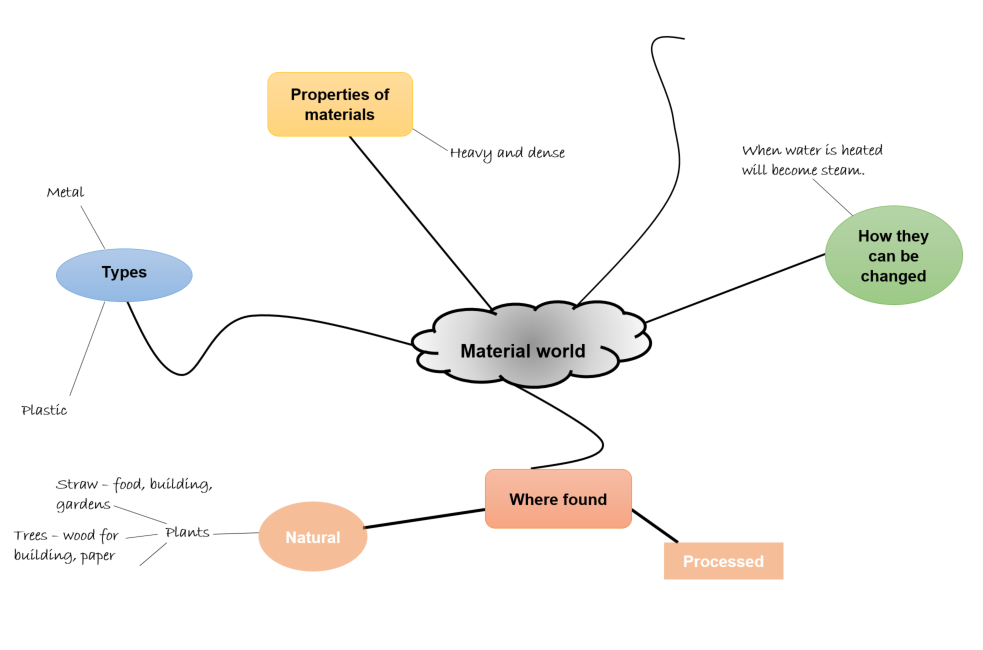 Properties of
materials
Heavy and dense
When water is heated
will become steam.
Metal
How they
can be
changed
Types
Material world
Plastic
Straw – food, building,
gardens
Where found
Trees – wood for
building, paper
Plants
Natural
Processed